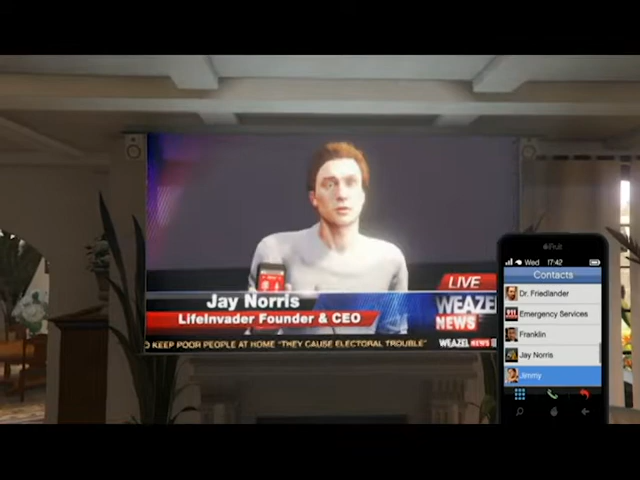 iFruit
Wed 17:42
Contacts
Dr. Friedlander
Emergency Services
Franklin
Jay Norris
Jimmy
LIVE
Jay Norris
LifeInvader Founder & CEO
WEAZEL
NEWS
O KEEP POOR PEOPLE AT HOME "THEY CAUSE ELECTORAL TROUBLE"
WEAZEL NEWS